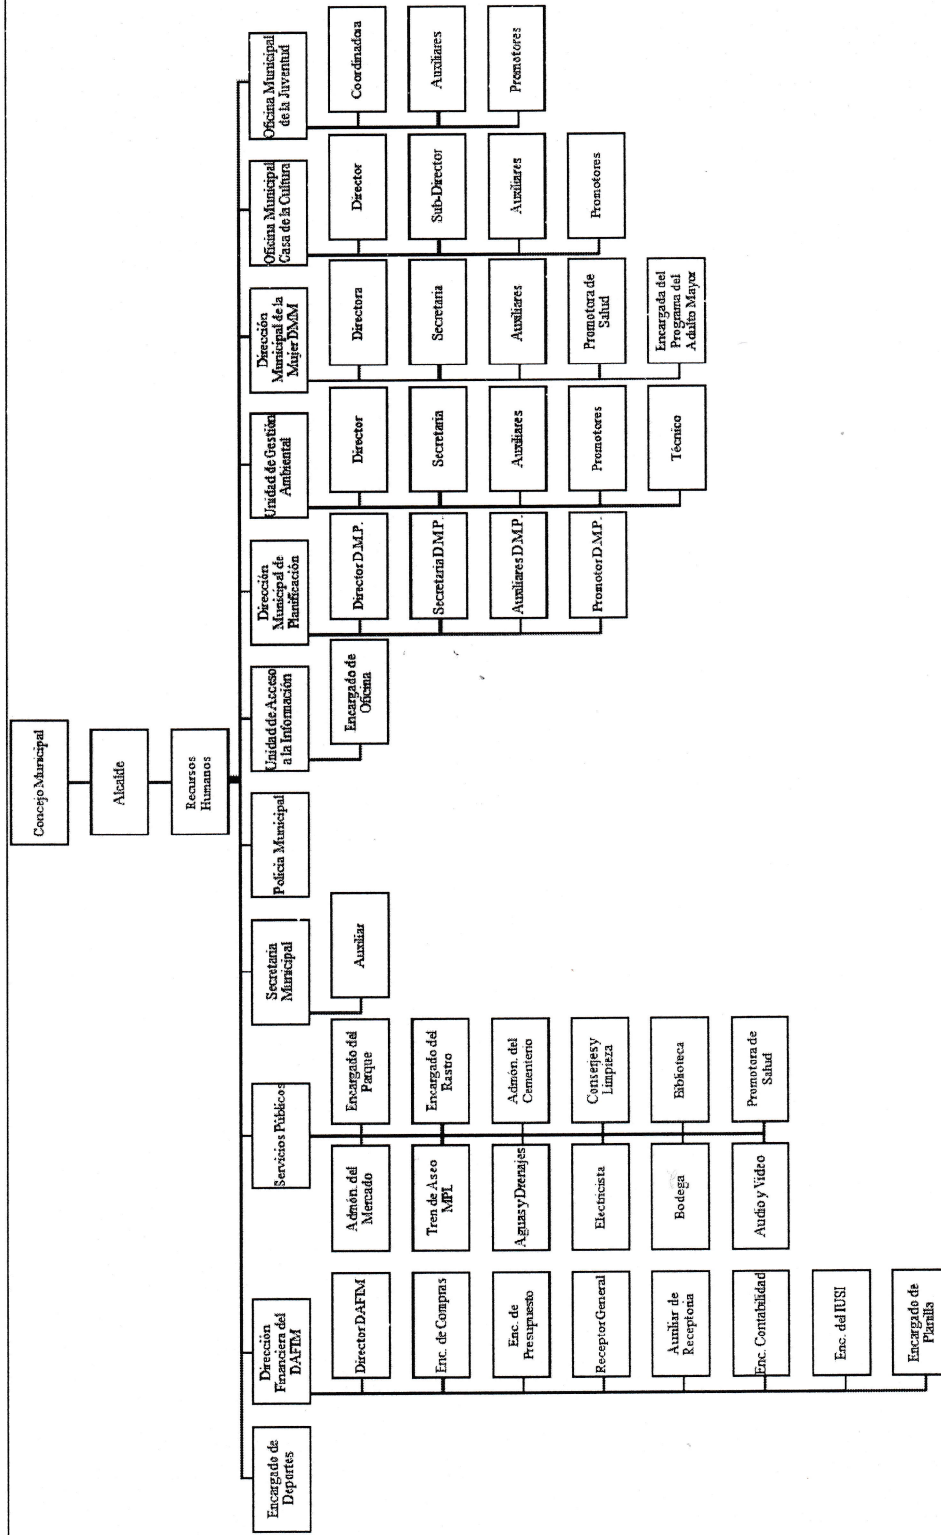 Concejo Municipal
Alcalde
Recursos
Humanos
Encargado de
Deportes
Dirección
Financiera del
DAFIM
Director DAFIM
Enc. de Compras
Enc. de
Presupuesto
Receptor General
Auxiliar de
Receptoria
Enc. Contabilidad
Enc. del IUSI
Encargado de
Planilla
Servicios Públicos
Admón. del
Mercado
Encargado del
Parque
Tren de Aseo
MPL
Encargado del
Rastro
Aguas y Drenajes
Admón. del
Cementerio
Electricista
Conserjes y
Limpieza
Bodega
Biblioteca
Audio y Video
Promotora de
Salud
Secretaria
Municipal
Auxiliar
Policia Municipal
Unidad de Acceso
a la Información
Encargado de
Oficina
Dirección
Municipal de
Planificación
Director D.M.P.
Secretaria D.M.P.
Auxiliares D.M.P.
Promotor D.M.P.
Unidad de Gestión
Ambiental
Director
Secretaria
Auxiliares
Promotores
Técnico
Dirección
Municipal de la
Mujer DMM
Directora
Secretaria
Auxiliares
Promotora de
Salud
Encargada del
Programa del
Adulto Mayor
Oficina Municipal
Casa de la Cultura
Director
Sub-Director
Auxiliares
Promotores
Oficina Municipal
de la Juventud
Coordinadora
Auxiliares
Promotores